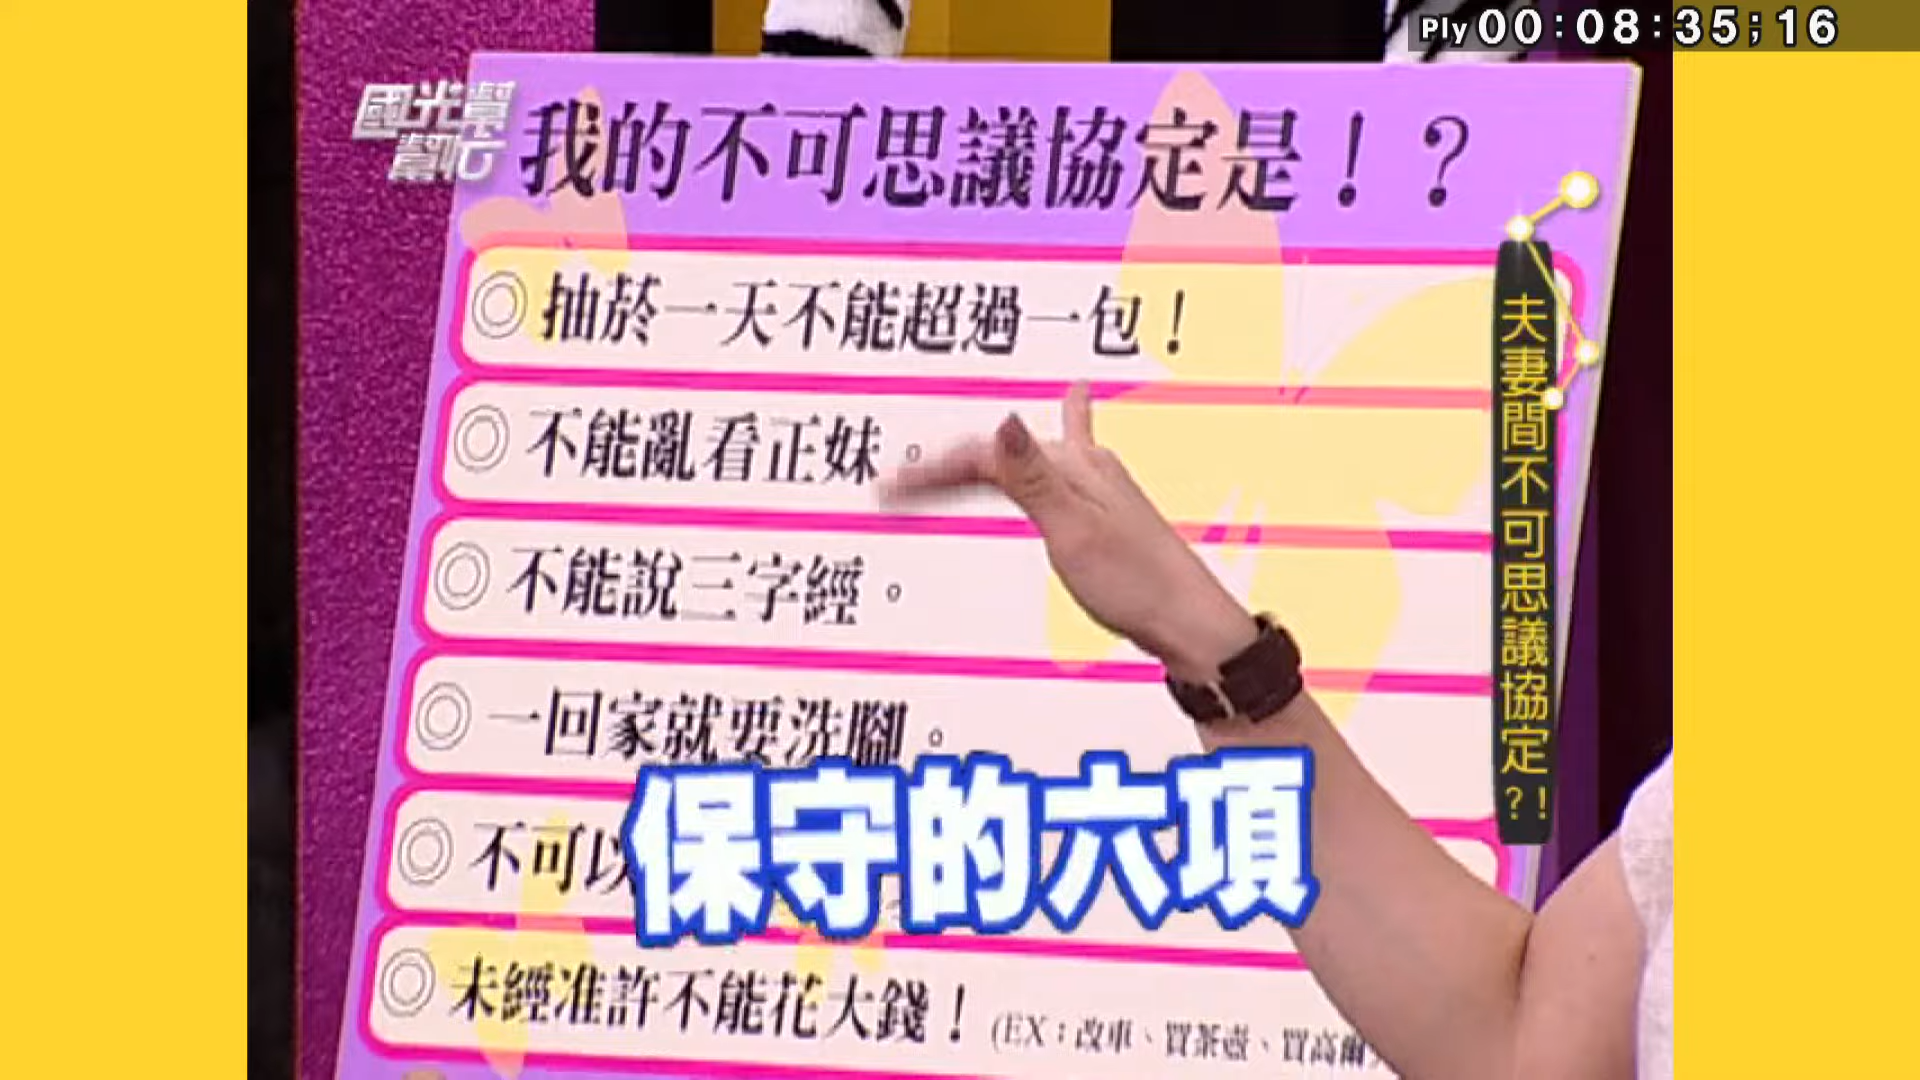 Ply 00:08:35;16
國光幫幫忙
我的不可思議協定是！？
◎抽菸一天不能超過一包！
◎不能亂看正妹。
◎不能說三字經。
◎一回家就要洗腳。
◎不可以
◎未經准許不能花大錢！(EX：改車、買茶壺、買高爾
夫妻間不可思議協定?!
保守的六項